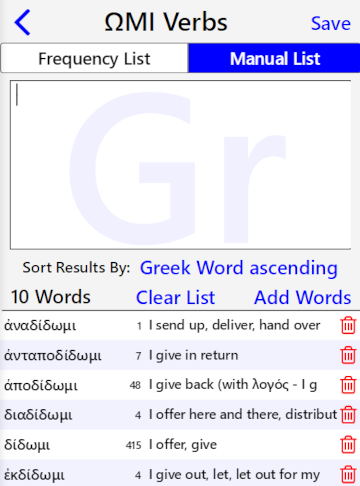 ΩMI Verbs
Save
Frequency List
Manual List
Gr
Sort Results By: Greek Word ascending
10 Words Clear List Add Words
ἀναδίδωμι 1 I send up, deliver, hand over
ἀνταποδίδωμι 7 I give in return
ἀποδίδωμι 48 I give back (with λογός - I g
διαδίδωμι 4 I offer here and there, distribut
δίδωμι 415 I offer, give
ἐκδίδωμι 4 I give out, let, let out for my